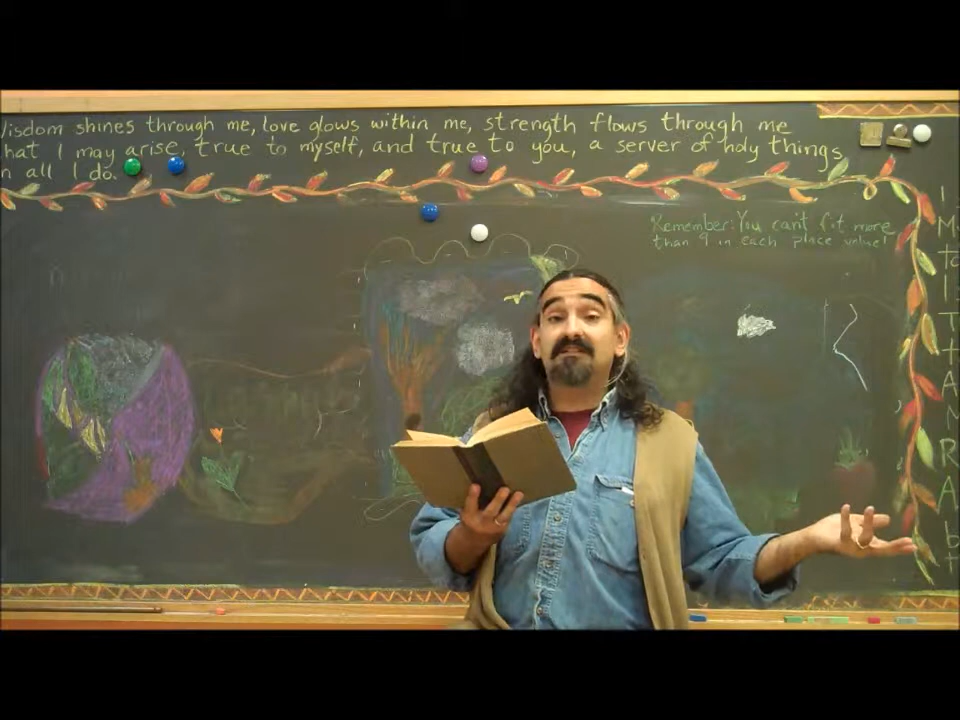 Wisdom shines through me, love glows within me, strength flows through me
hat I may arise, true to myself, and true to you, a server of holy things
n all I do.
Remember: You can't fit more
than 9 in each place value!
I
M
to
I
T
T
A
N
R
A
b
t